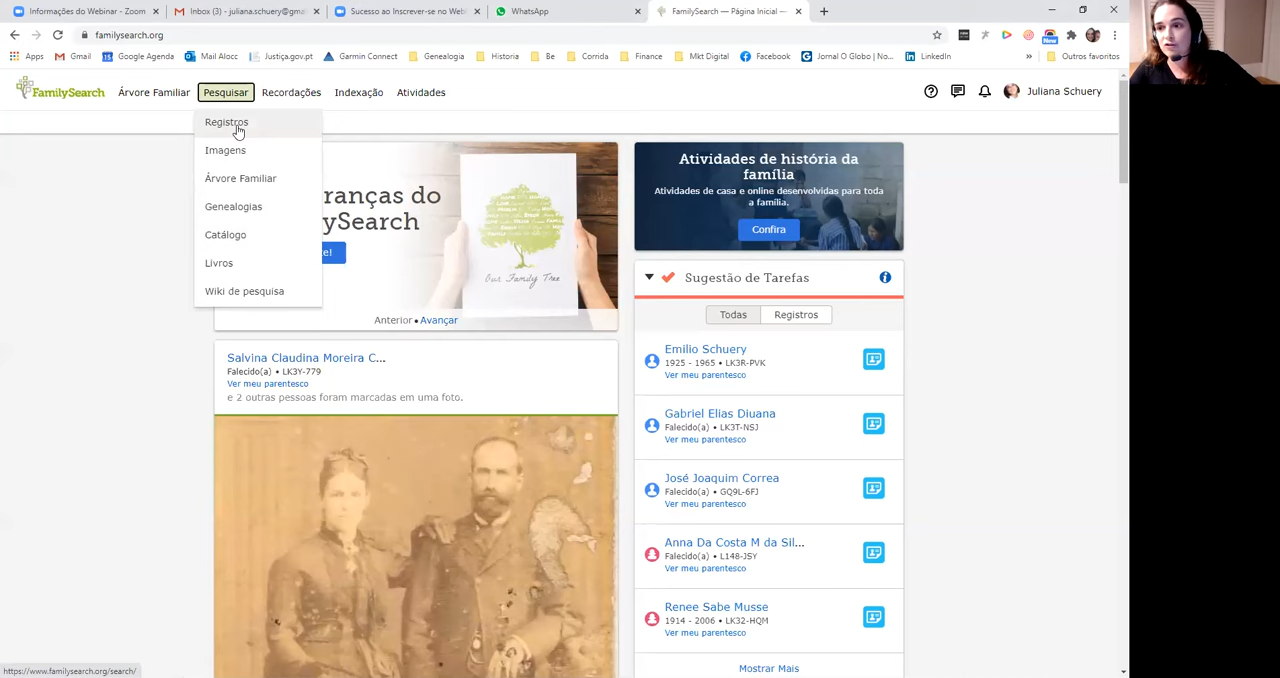 Informações do Webinar - Zoom
Inbox (3) - juliana.schuery@gma
Sucesso ao Inscrever-se no Web
WhatsApp
FamilySearch — Página Inicial —
familysearch.org
Apps
Gmail
Google Agenda
Mail Alocc
Justiça.gov.pt
Garmin Connect
Genealogia
Historia
Be
Corrida
Finance
Mkt Digital
Facebook
Jornal O Globo | No...
LinkedIn
»
Outros favoritos
FamilySearch
Árvore Familiar
Pesquisar
Recordações
Indexação
Atividades
Juliana Schuery
Registros
Imagens
Árvore Familiar
Genealogias
Catálogo
Livros
Wiki de pesquisa
ranças do
lySearch
te!
Our Family Tree
Anterior • Avançar
Salvina Claudina Moreira C...
Falecido(a) • LK3Y-779
Ver meu parentesco
e 2 outras pessoas foram marcadas em uma foto.
Atividades de história da
família
Atividades de casa e online desenvolvidas para toda
a família.
Confira
Sugestão de Tarefas
Todas
Registros
Emilio Schuery
1925 - 1965 • LK3R-PVK
Ver meu parentesco
Gabriel Elias Diuana
Falecido(a) • LK3T-NSJ
Ver meu parentesco
José Joaquim Correa
Falecido(a) • GQ9L-6FJ
Ver meu parentesco
Anna Da Costa M da Sil...
Falecido(a) • L148-JSY
Ver meu parentesco
Renee Sabe Musse
1914 - 2006 • LK32-HQM
Ver meu parentesco
Mostrar Mais
https://www.familysearch.org/search/